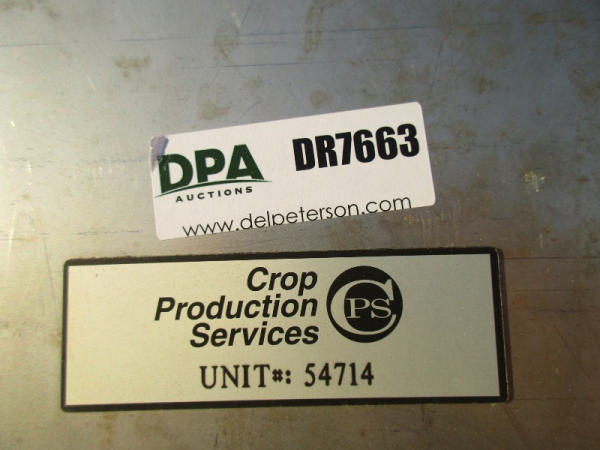 DPA
AUCTIONS
DR7663
www.delpeterson.com
Crop
Production
Services
CPS
UNIT#: 54714